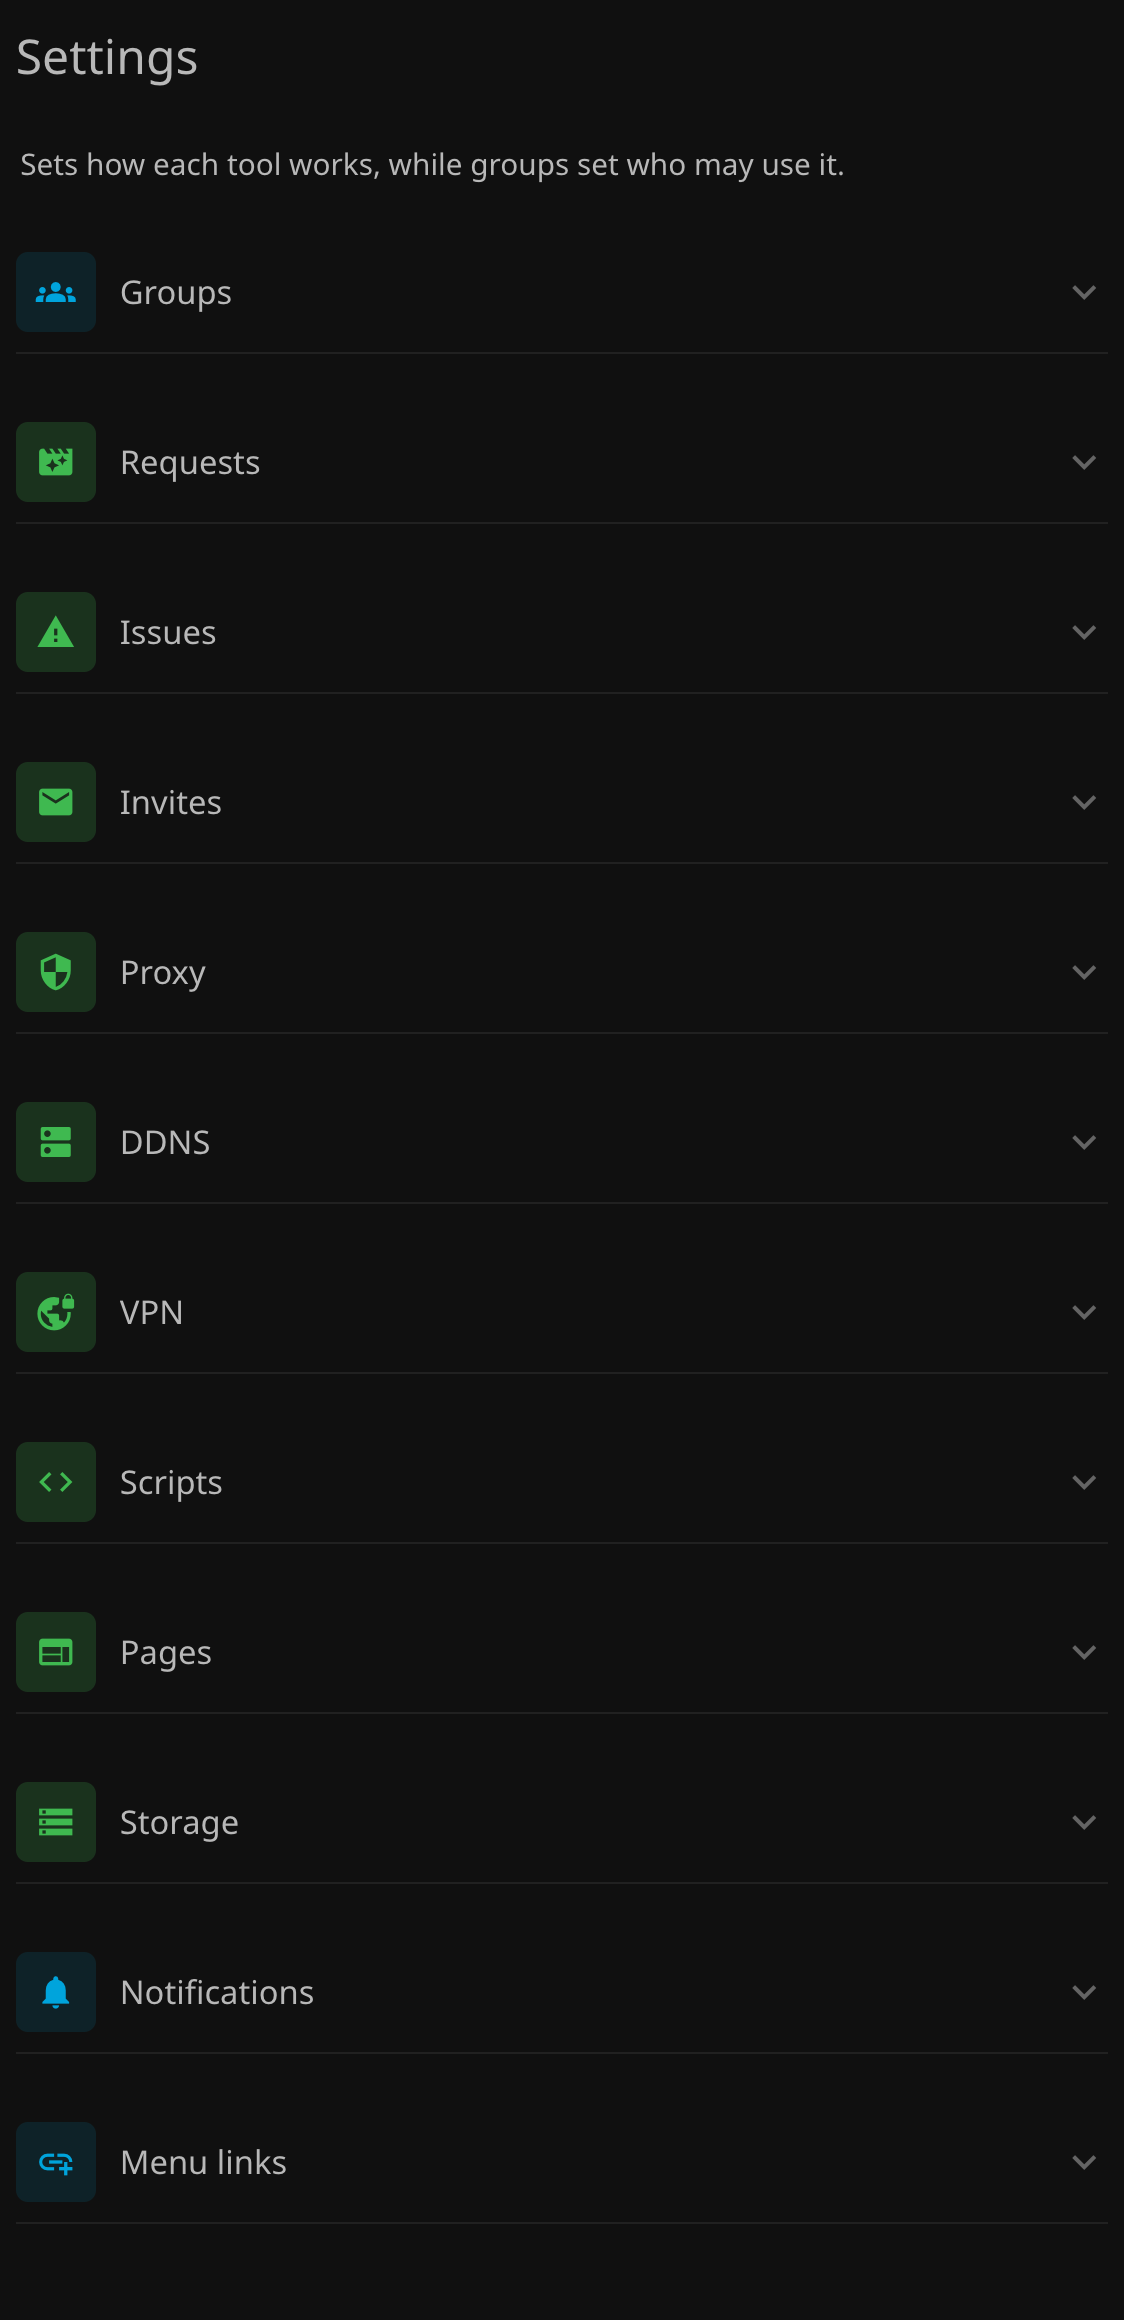 Settings
Sets how each tool works, while groups set who may use it.
Groups
Requests
Issues
Invites
Proxy
DDNS
VPN
Scripts
Pages
Storage
Notifications
Menu links